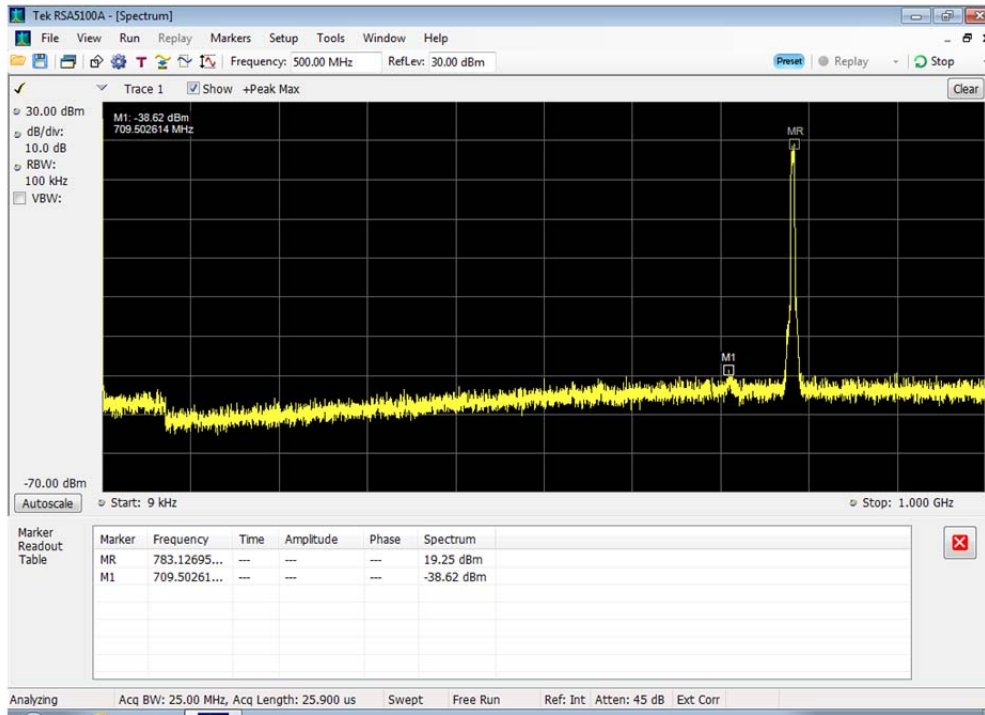 Tek RSA5100A - [Spectrum]
File View Run Replay Markers Setup Tools Window Help
T Frequency: 500.00 MHz RefLev: 30.00 dBm Preset Replay Stop
Trace 1 Show +Peak Max Clear
30.00 dBm
dB/div:
10.0 dB
RBW:
100 kHz
VBW:
M1: -38.62 dBm
709.502614 MHz
MR
M1
-70.00 dBm
Autoscale Start: 9 kHz Stop: 1.000 GHz
Marker Readout Table
Marker Frequency Time Amplitude Phase Spectrum
MR 783.12695... --- --- --- 19.25 dBm
M1 709.50261... --- --- --- -38.62 dBm
Analyzing Acq BW: 25.00 MHz, Acq Length: 25.900 us Swept Free Run Ref: Int Atten: 45 dB Ext Corr